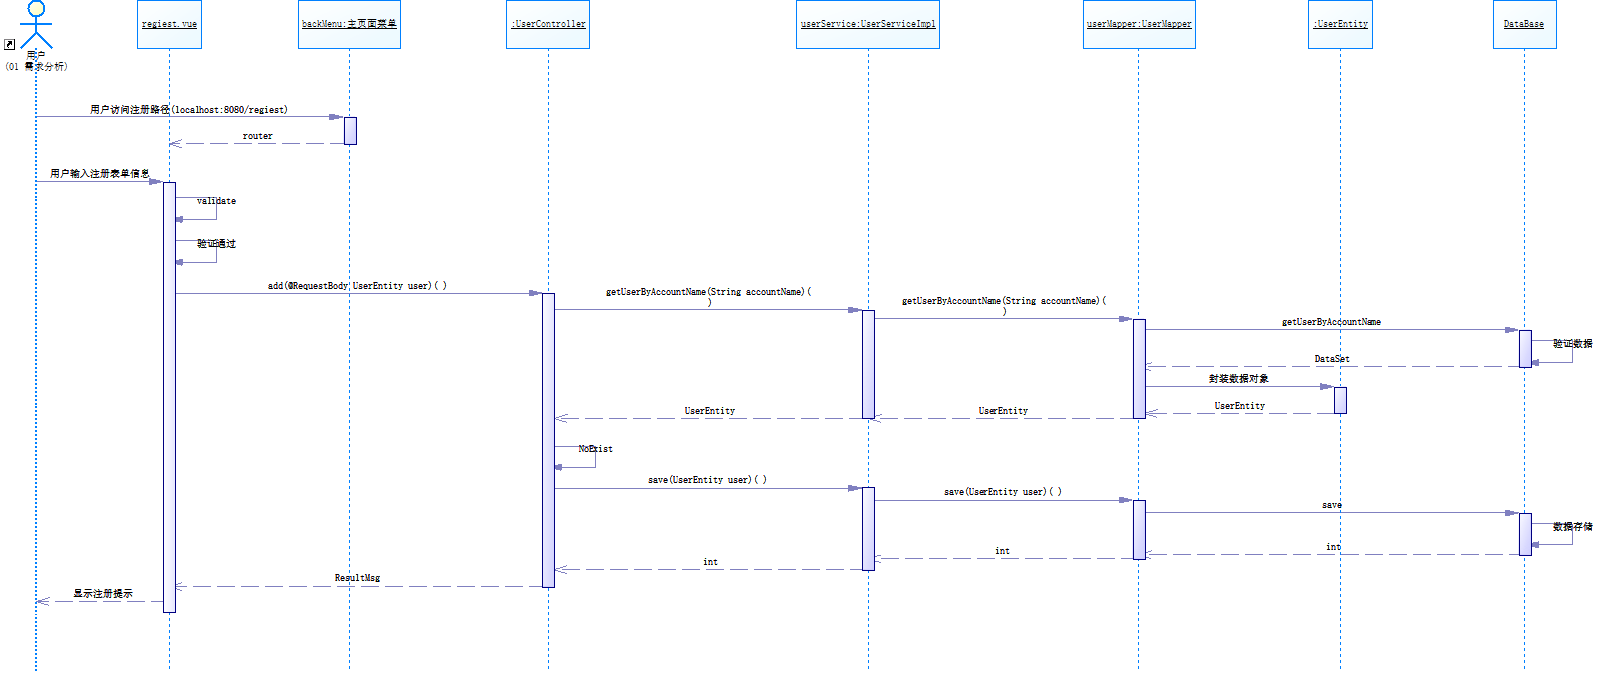 regiest.vue
backMenu:主页面菜单
:UserController
userService:UserServiceImpl
userMapper:UserMapper
:UserEntity
DataBase
用户
(01 需求分析)
用户访问注册路径(localhost:8080/regiest)
router
用户输入注册表单信息
validate
验证通过
add(@RequestBody UserEntity user)( )
getUserByAccountName(String accountName)(
)
getUserByAccountName(String accountName)(
)
getUserByAccountName
验证数据
DataSet
封装数据对象
UserEntity
UserEntity
UserEntity
NoExist
save(UserEntity user)( )
save(UserEntity user)( )
save
数据存储
int
int
int
ResultMsg
显示注册提示